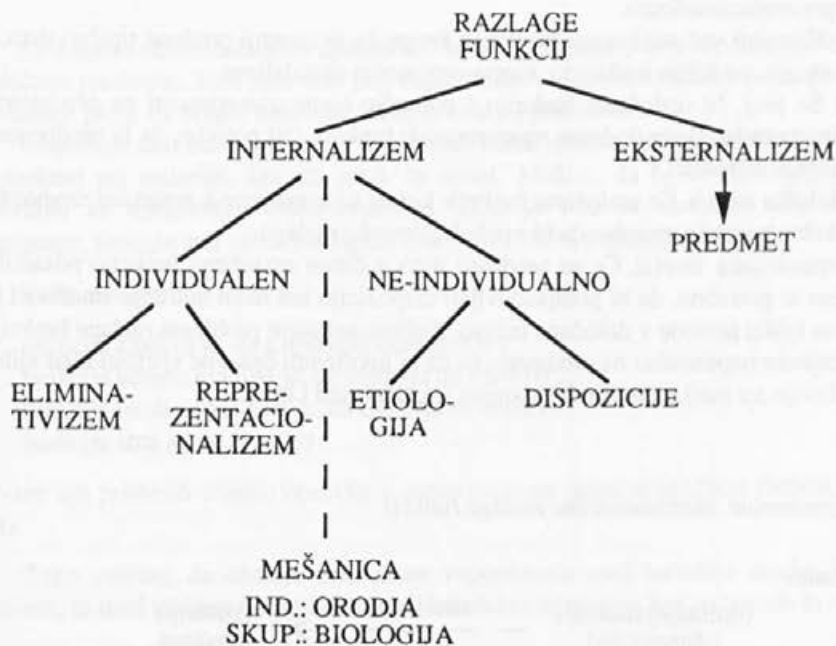 RAZLAGE
FUNKCIJ
INTERNALIZEM
EKSTERNALIZEM
PREDMET
INDIVIDUALEN
NE-INDIVIDUALNO
ELIMINA-
TIVIZEM
REPRE-
ZENTACIO-
NALIZEM
ETIOLO-
GIJA
DISPOZICIJE
MEŠANICA
IND.: ORODJA
SKUP.: BIOLOGIJA